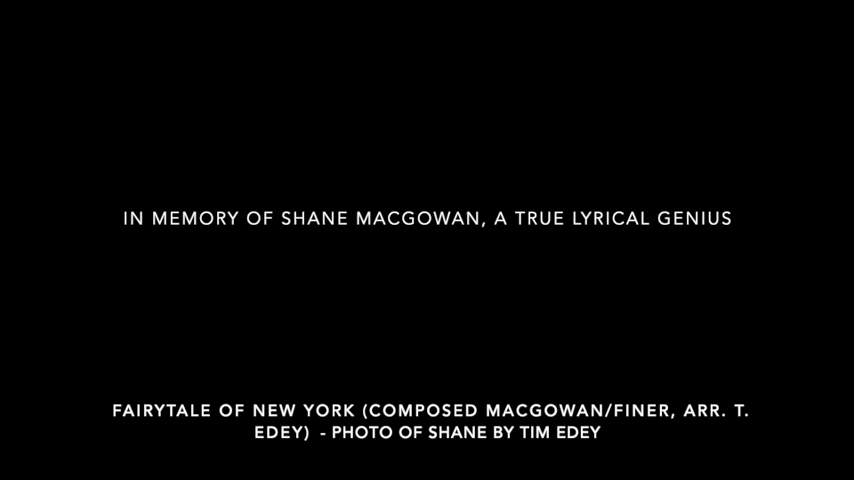 IN MEMORY OF SHANE MACGOWAN, A TRUE LYRICAL GENIUS
FAIRYTALE OF NEW YORK (COMPOSED MACGOWAN/FINER, ARR. T.
EDEY) - PHOTO OF SHANE BY TIM EDEY